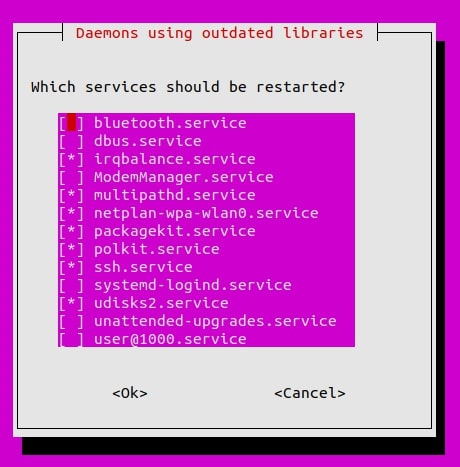 Daemons using outdated libraries
Which services should be restarted?
[ ] bluetooth.service
[ ] dbus.service
[*] irqbalance.service
[ ] ModemManager.service
[*] multipathd.service
[*] netplan-wpa-wlan0.service
[*] packagekit.service
[*] polkit.service
[*] ssh.service
[ ] systemd-logind.service
[*] udisks2.service
[ ] unattended-upgrades.service
[ ] user@1000.service
<Ok> <Cancel>